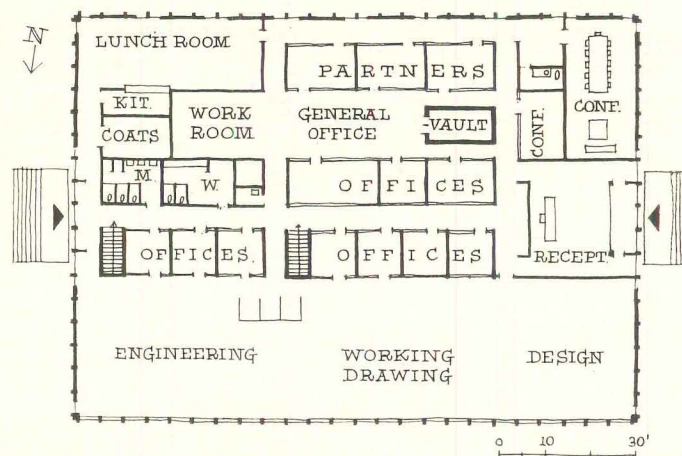 N
LUNCH ROOM
PARTNERS
KIT.
WORK
ROOM
GENERAL
OFFICE
VAULT
CONF.
CONF.
COATS
M.
W.
OFFICES
OFFICES.
OFFICES
RECEPT.
ENGINEERING
WORKING
DRAWING
DESIGN
0 10 30'